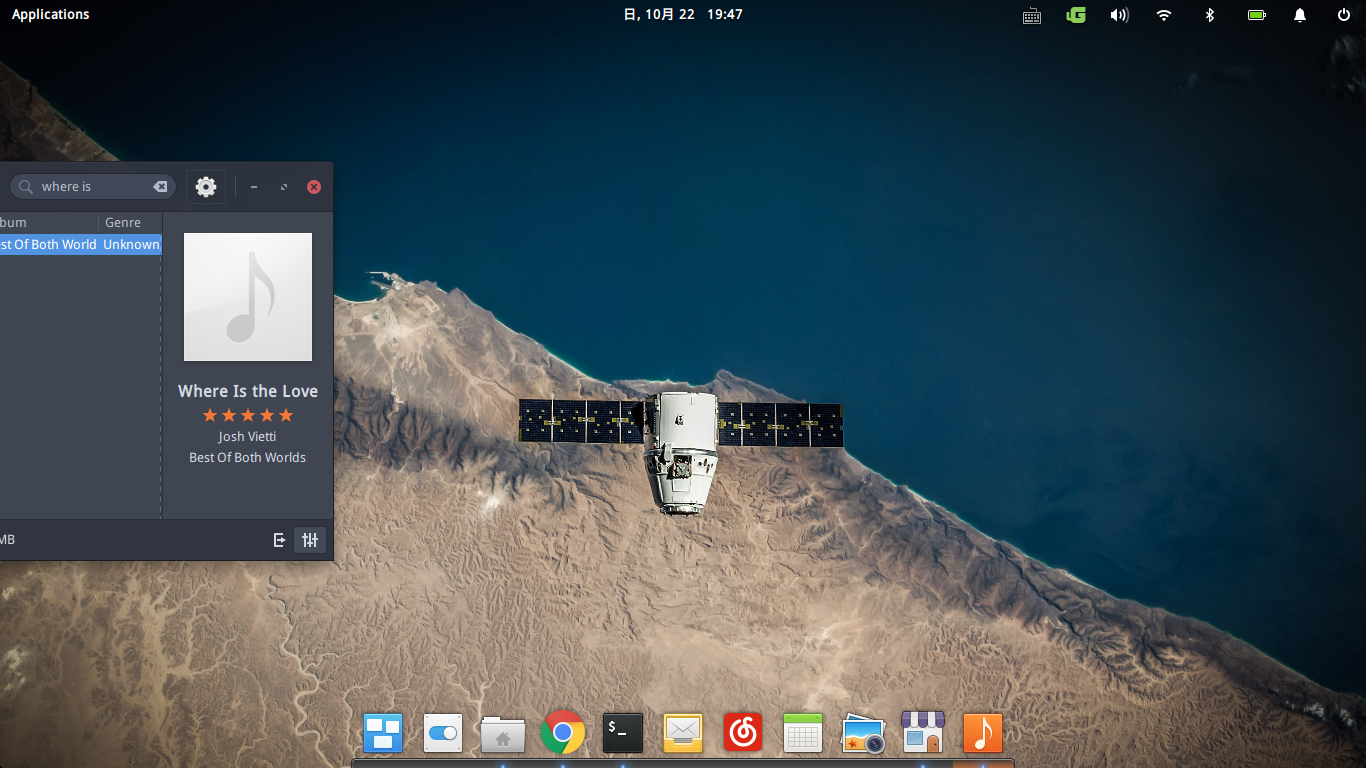 Applications
日, 10月 22 19:47
where is
bum
Genre
st Of Both World
Unknown
Where Is the Love
Josh Vietti
Best Of Both Worlds
MB
$_